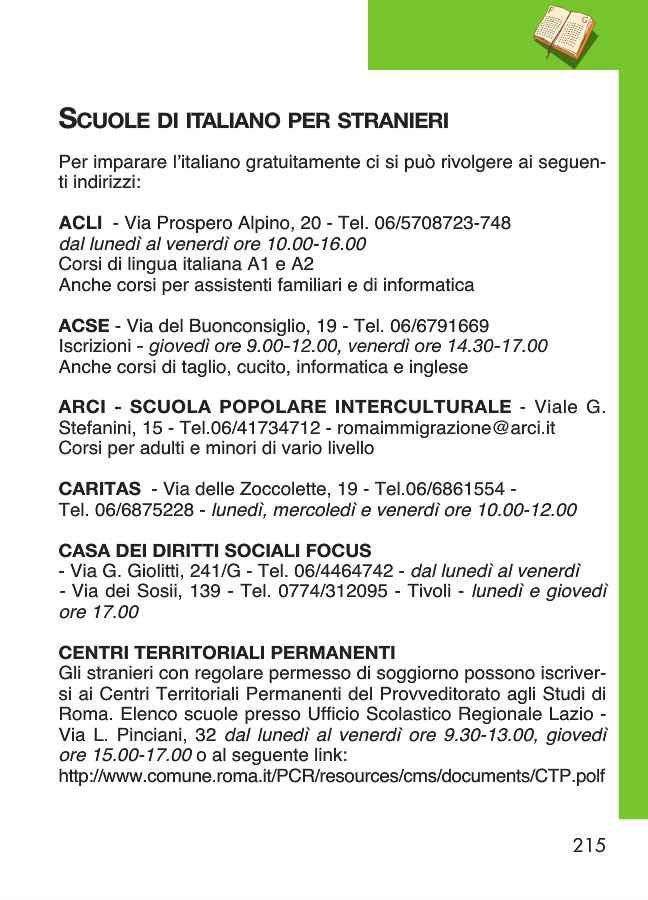 SCUOLE DI ITALIANO PER STRANIERI
Per imparare l'italiano gratuitamente ci si può rivolgere ai seguen-
ti indirizzi:
ACLI - Via Prospero Alpino, 20 - Tel. 06/5708723-748
dal lunedì al venerdì ore 10.00-16.00
Corsi di lingua italiana A1 e A2
Anche corsi per assistenti familiari e di informatica
ACSE - Via del Buonconsiglio, 19 - Tel. 06/6791669
Iscrizioni - giovedì ore 9.00-12.00, venerdì ore 14.30-17.00
Anche corsi di taglio, cucito, informatica e inglese
ARCI - SCUOLA POPOLARE INTERCULTURALE - Viale G.
Stefanini, 15 - Tel.06/41734712 - romaimmigrazione@arci.it
Corsi per adulti e minori di vario livello
CARITAS - Via delle Zoccolette, 19 - Tel.06/6861554 -
Tel. 06/6875228 - lunedì, mercoledì e venerdì ore 10.00-12.00
CASA DEI DIRITTI SOCIALI FOCUS
- Via G. Giolitti, 241/G - Tel. 06/4464742 - dal lunedì al venerdì
- Via dei Sosii, 139 - Tel. 0774/312095 - Tivoli - lunedì e giovedì
ore 17.00
CENTRI TERRITORIALI PERMANENTI
Gli stranieri con regolare permesso di soggiorno possono iscriver-
si ai Centri Territoriali Permanenti del Provveditorato agli Studi di
Roma. Elenco scuole presso Ufficio Scolastico Regionale Lazio -
Via L. Pinciani, 32 dal lunedì al venerdì ore 9.30-13.00, giovedì
ore 15.00-17.00 o al seguente link:
http://www.comune.roma.it/PCR/resources/cms/documents/CTP.polf
215